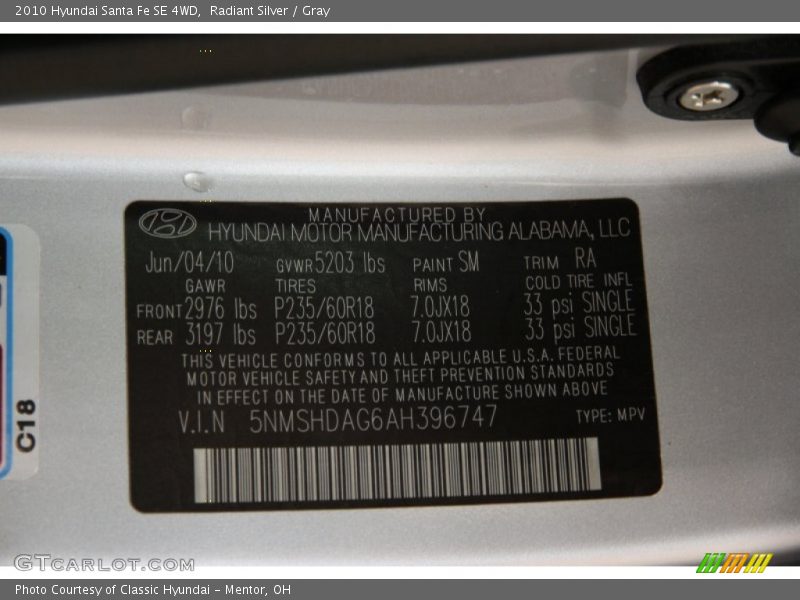 2010 Hyundai Santa Fe SE 4WD, Radiant Silver / Gray
MANUFACTURED BY
HYUNDAI MOTOR MANUFACTURING ALABAMA, LLC
Jun/04/10 GVWR 5203 lbs PAINT SM TRIM RA
GAWR TIRES RIMS COLD TIRE INFL
FRONT 2976 lbs P235/60R18 7.0JX18 33 psi SINGLE
REAR 3197 lbs P235/60R18 7.0JX18 33 psi SINGLE
THIS VEHICLE CONFORMS TO ALL APPLICABLE U.S.A. FEDERAL
MOTOR VEHICLE SAFETY AND THEFT PREVENTION STANDARDS
IN EFFECT ON THE DATE OF MANUFACTURE SHOWN ABOVE
V.I.N 5NMSHDAG6AH396747 TYPE: MPV
C18
GTCARLOT.COM
Photo Courtesy of Classic Hyundai - Mentor, OH